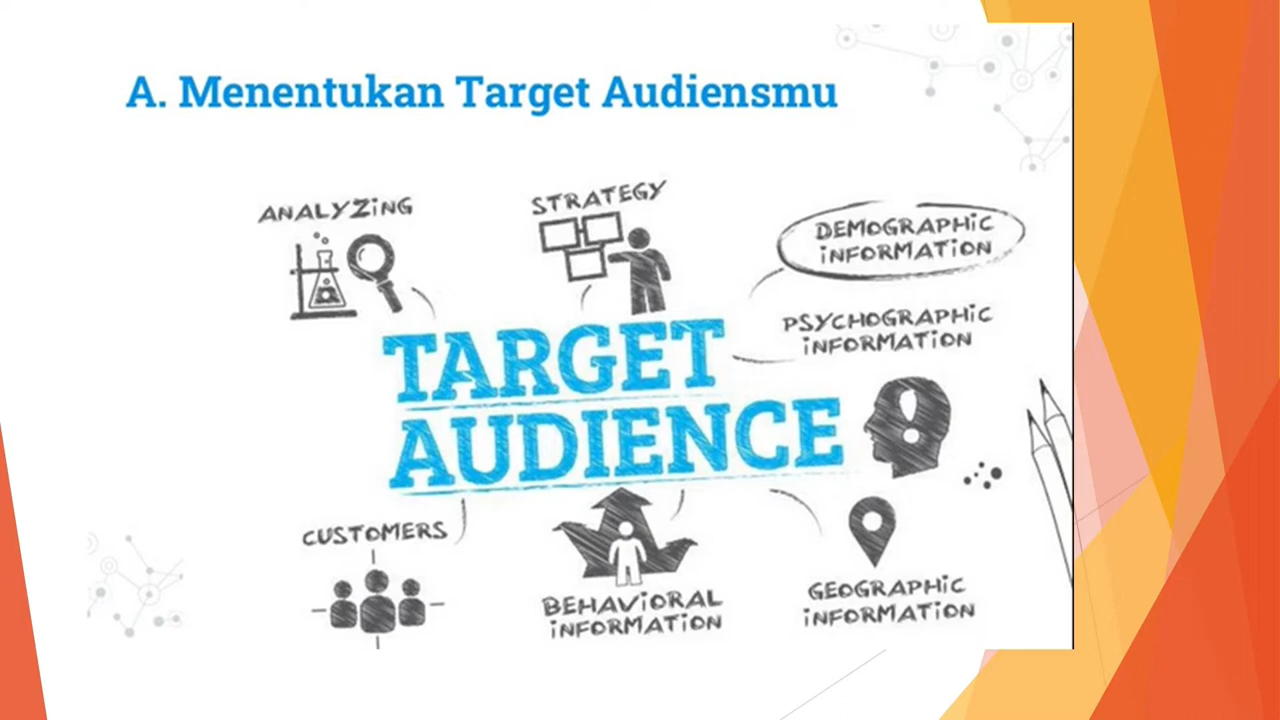 A. Menentukan Target Audiensmu
ANALYZiNG
STRATEGY
DEMOGRAPHiC
iNFORMATiON
PSYCHOGRAPHiC
iNFORMATiON
TARGET
AUDIENCE
CUSTOMERS
BEHAViORAL
iNFORMATiON
GEOGRAPHiC
iNFORMATiON